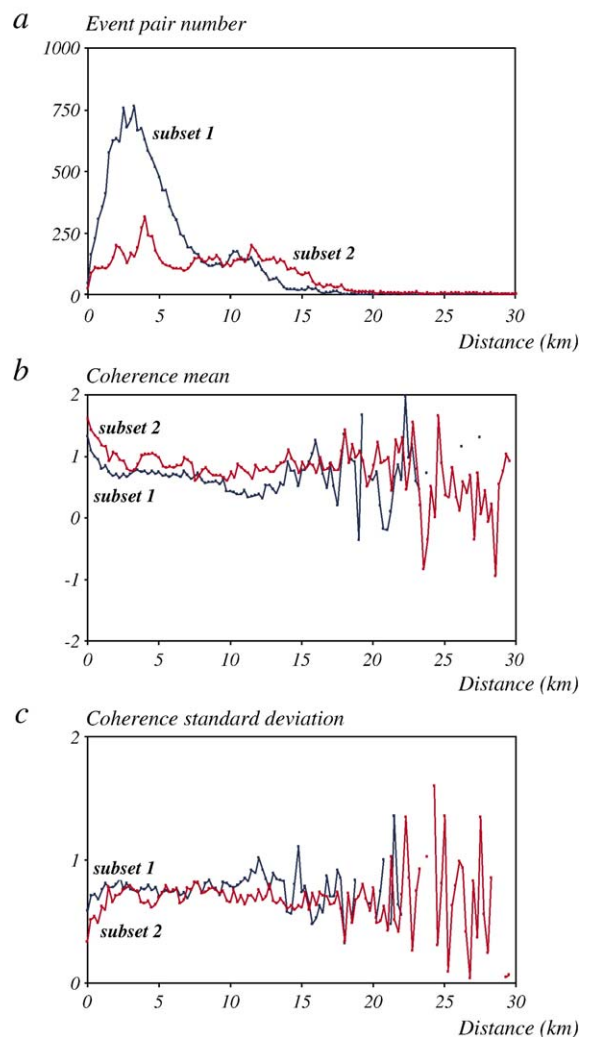 a Event pair number
1000
750
subset 1
500
250
subset 2
0
0 5 10 15 20 25 30
Distance (km)
b Coherence mean
2
subset 2
1
subset 1
0
-1
-2
0 5 10 15 20 25 30
Distance (km)
c Coherence standard deviation
2
subset 1
1
subset 2
0
0 5 10 15 20 25 30
Distance (km)